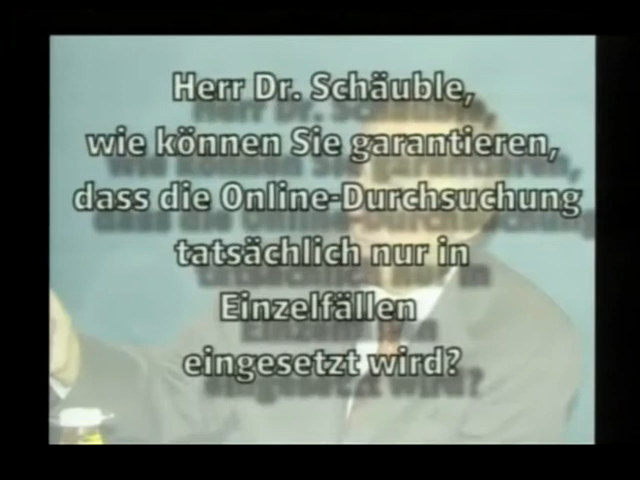 Herr Dr. Schäuble,
wie können Sie garantieren,
dass die Online-Durchsuchung
tatsächlich nur in
Einzelfällen
eingesetzt wird?